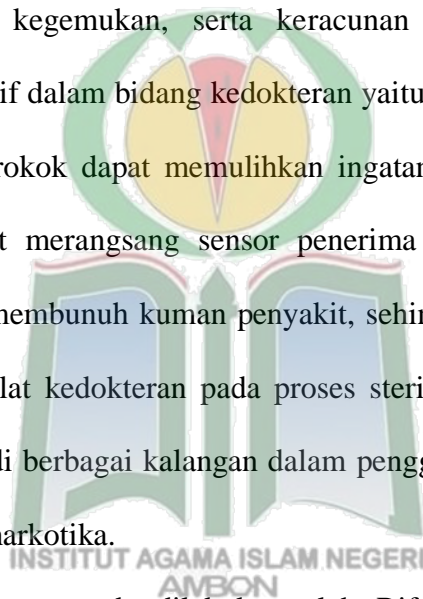 kegemukan, serta keracunan
if dalam bidang kedokteran yaitu
rokok dapat memulihkan ingatan
t merangsang sensor penerima
membunuh kuman penyakit, sehin
lat kedokteran pada proses steri
di berbagai kalangan dalam pengg
narkotika.
INSTITUT AGAMA ISLAM NEGERI
AMBON